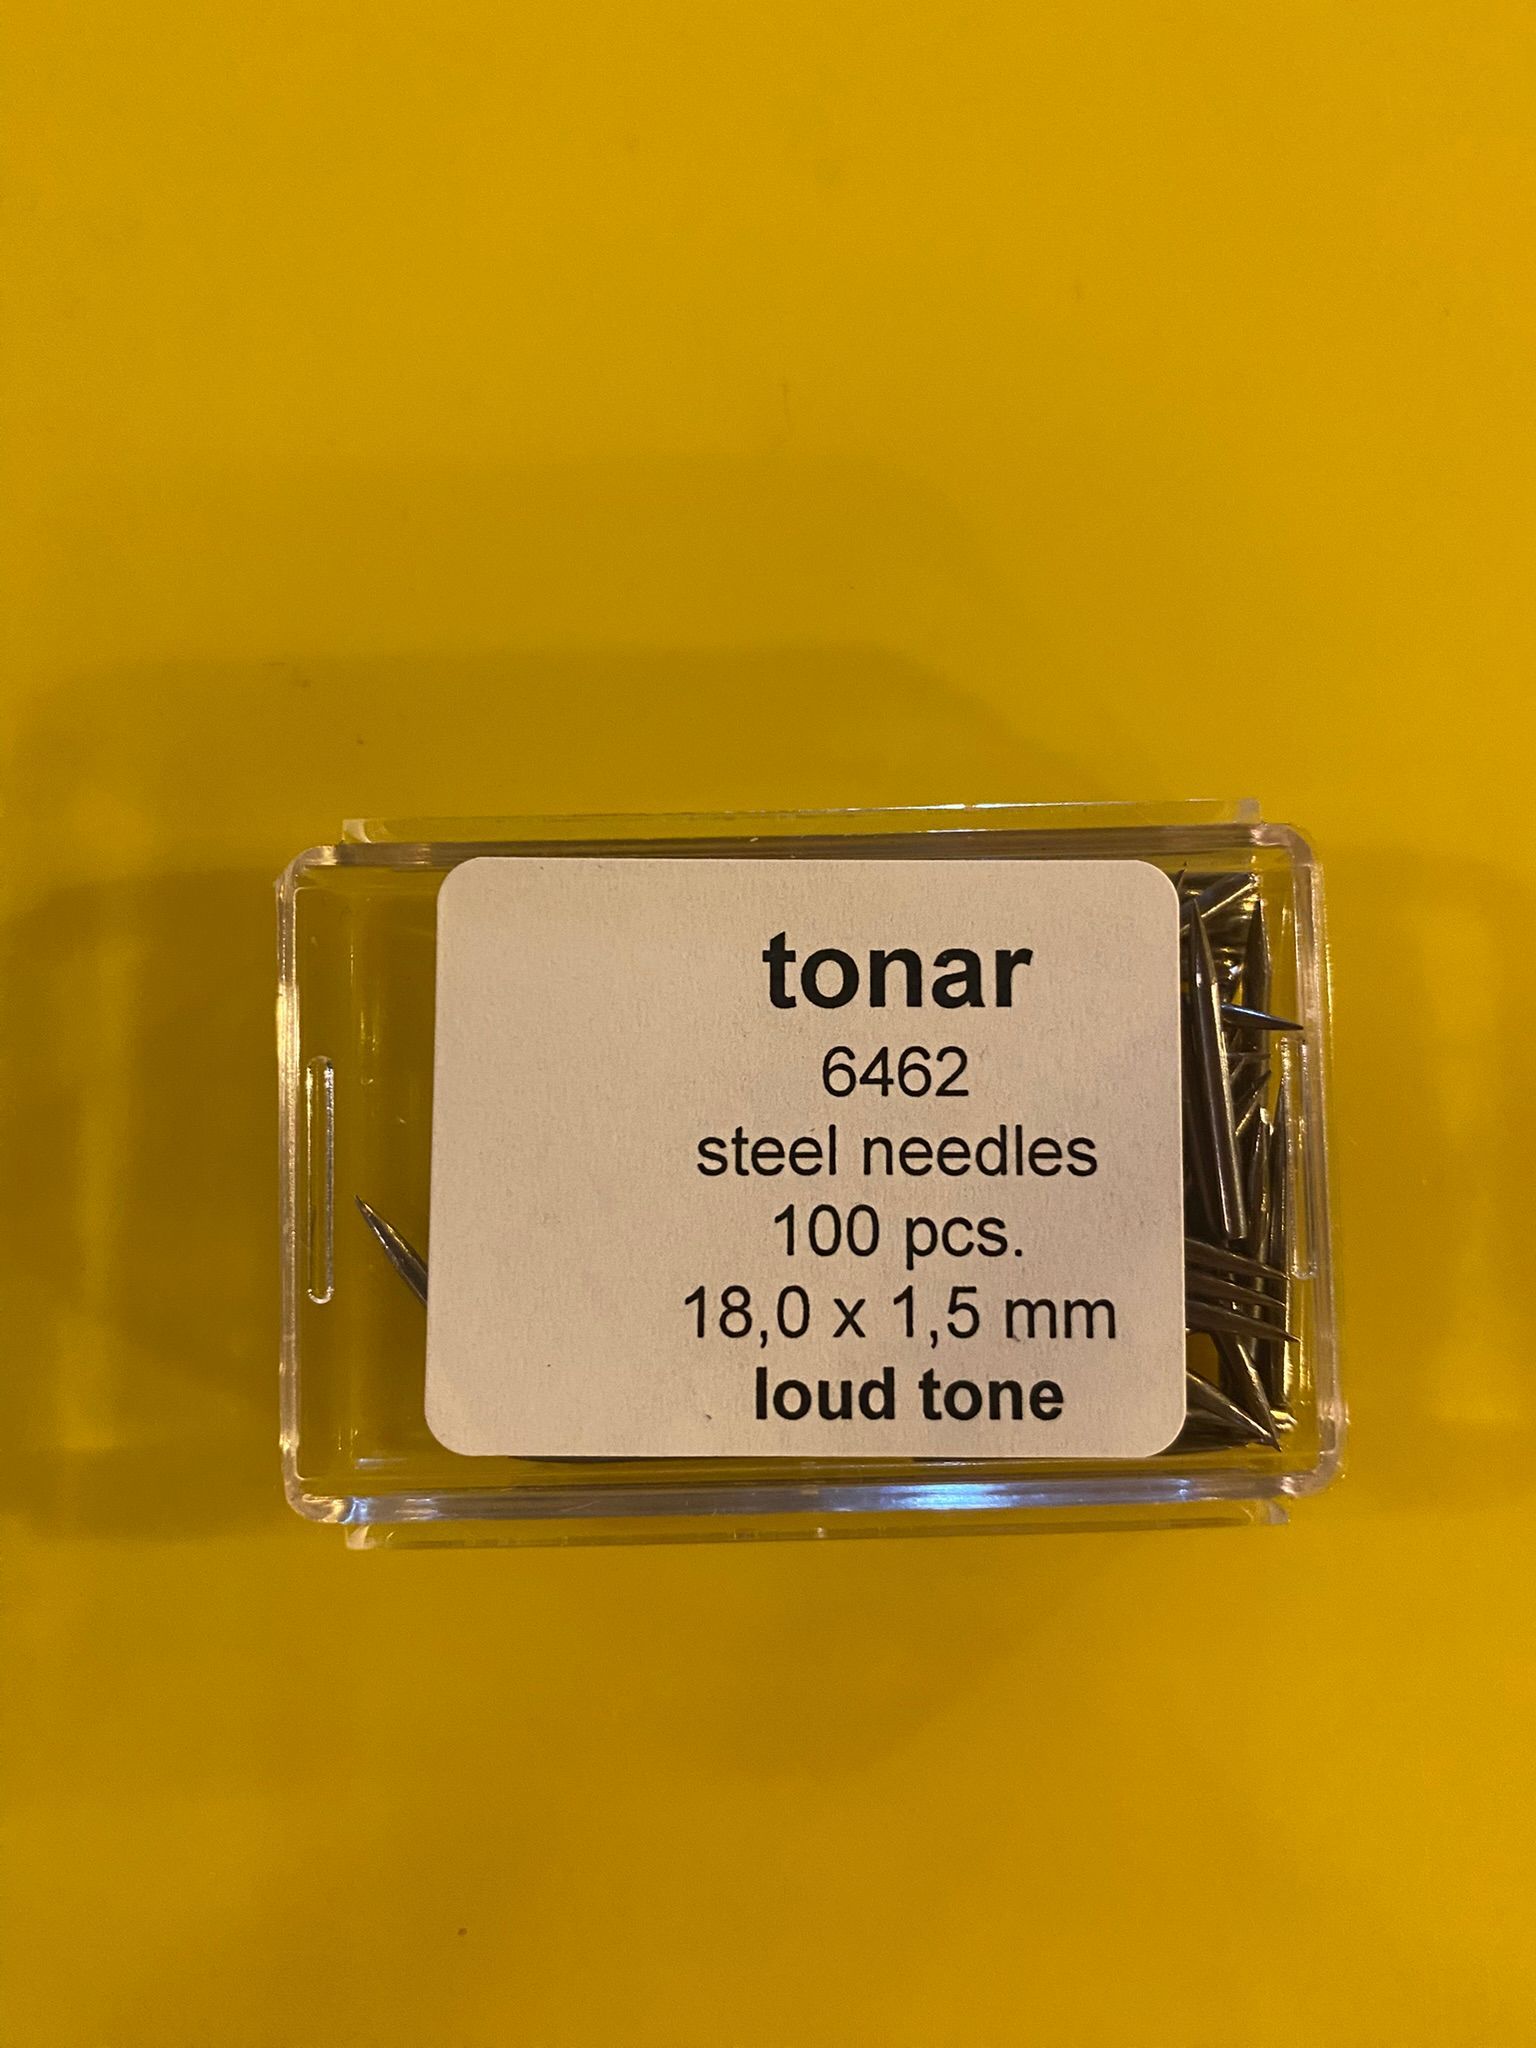 tonar
6462
steel needles
100 pcs.
18,0 x 1,5 mm
loud tone